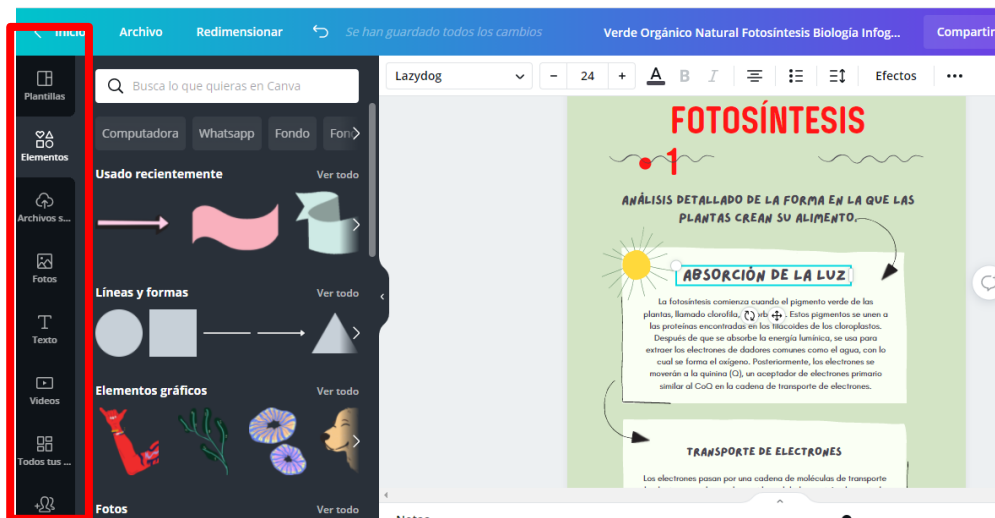 Inicio
Archivo
Redimensionar
Se han guardado todos los cambios
Verde Orgánico Natural Fotosíntesis Biología Infog...
Compartir
Plantillas
Elementos
Archivos s...
Fotos
Texto
Videos
Todos tus ...
Busca lo que quieras en Canva
Computadora
Whatsapp
Fondo
Usado recientemente
Ver todo
Líneas y formas
Ver todo
Elementos gráficos
Ver todo
Fotos
Ver todo
Lazydog
- 24 +
A B I
Efectos
...
FOTOSÍNTESIS
1
ANÁLISIS DETALLADO DE LA FORMA EN LA QUE LAS
PLANTAS CREAN SU ALIMENTO.
ABSORCIÓN DE LA LUZ
La fotosíntesis comienza cuando el pigmento verde de las
plantas, llamado clorofila, Estos pigmentos se unen a
las proteínas encontradas en los tilacoides de los cloroplastos.
Después de que se absorbe la energía lumínica, se usa para
extraer los electrones de dadores comunes como el agua, con lo
cual se forma el oxígeno. Posteriormente, los electrones se
moverán a la quinina (Q), un aceptador de electrones primario
similar al CoQ en la cadena de transporte de electrones.
TRANSPORTE DE ELECTRONES
Los electrones pasan por una cadena de moléculas de transporte